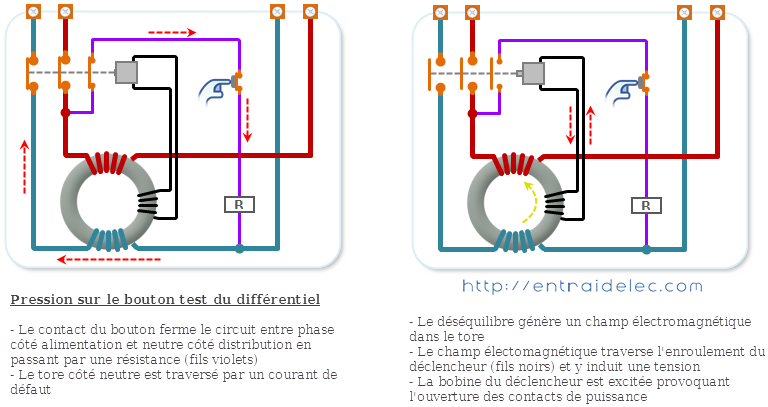 R
R
http://entraidelec.com
Pression sur le bouton test du différentiel
- Le contact du bouton ferme le circuit entre phase
côté alimentation et neutre côté distribution en
passant par une résistance (fils violets)
- Le tore côté neutre est traversé par un courant de
défaut
- Le déséquilibre génère un champ électromagnétique
dans le tore
- Le champ électomagnétique traverse l'enroulement du
déclencheur (fils noirs) et y induit une tension
- La bobine du déclencheur est excitée provoquant
l'ouverture des contacts de puissance